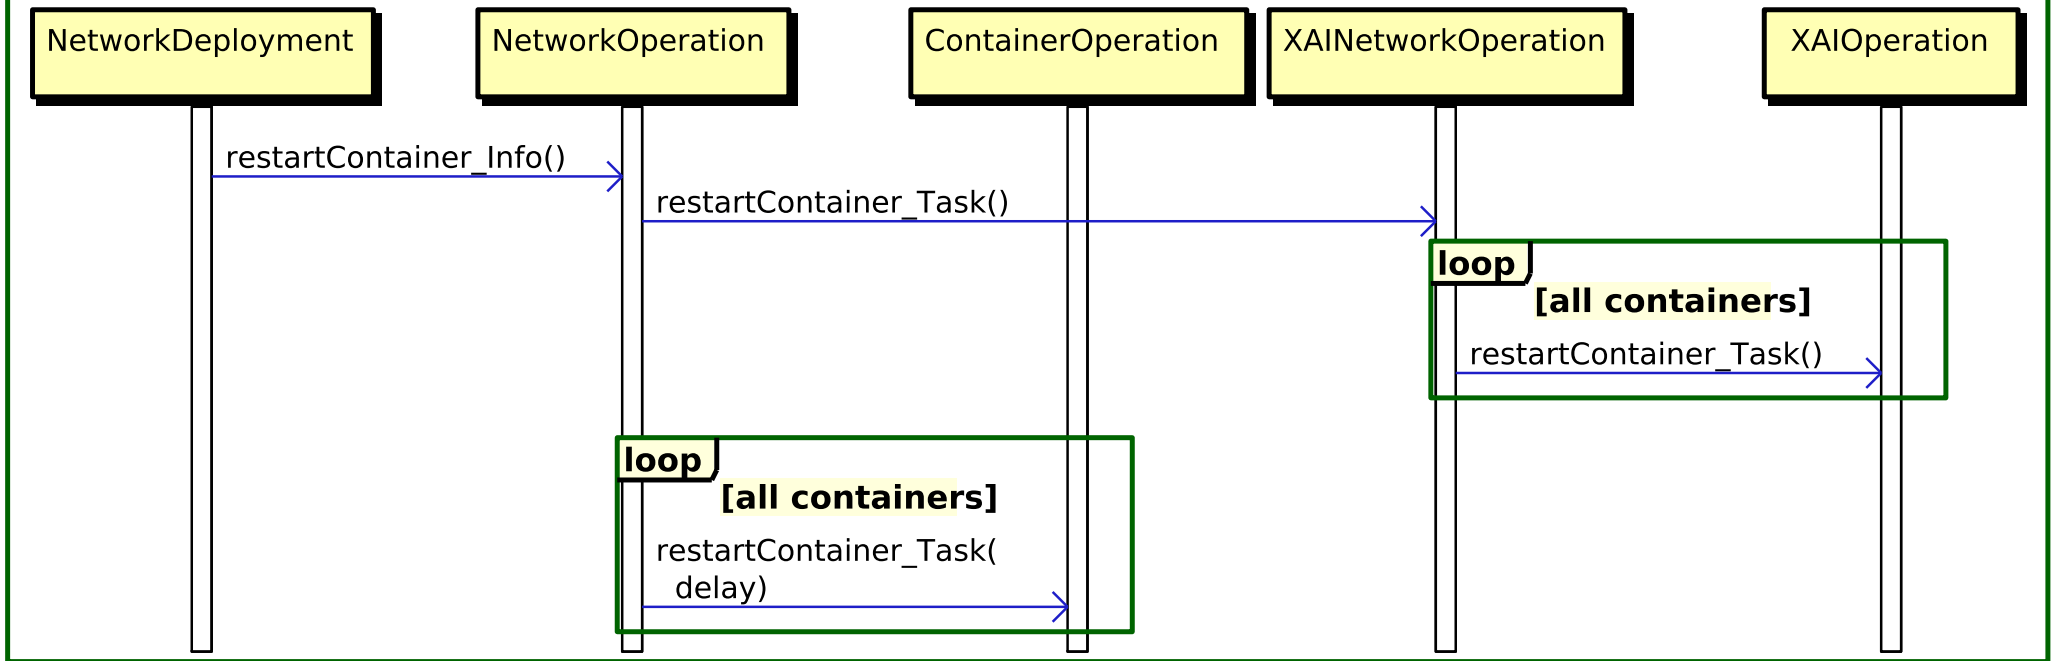 NetworkDeployment
NetworkOperation
ContainerOperation
XAINetworkOperation
XAIOperation
restartContainer_Info()
restartContainer_Task()
loop
[all containers]
restartContainer_Task()
loop
[all containers]
restartContainer_Task(
delay)